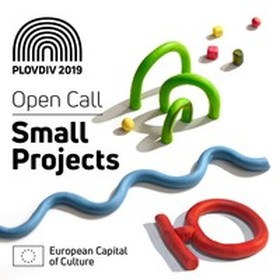 PLOVDIV 2019
Open Call
Small
Projects
European Capital
of Culture